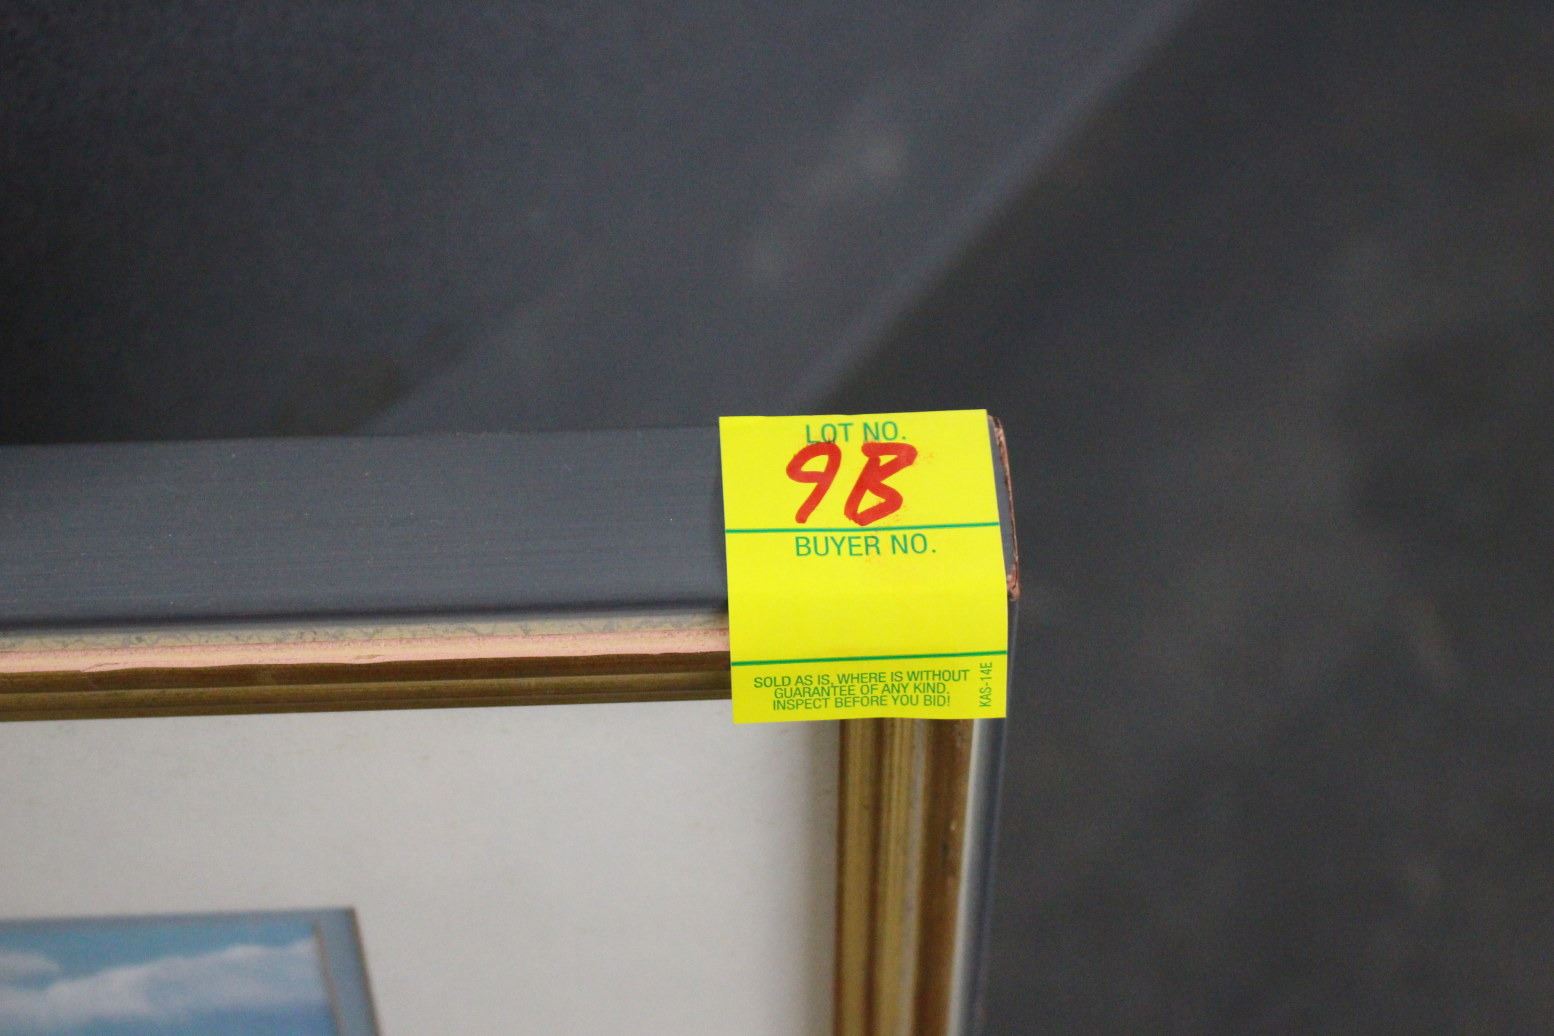 LOT NO.
9B
BUYER NO.
SOLD AS IS, WHERE IS WITHOUT
GUARANTEE OF ANY KIND.
INSPECT BEFORE YOU BID!
KAS-14E